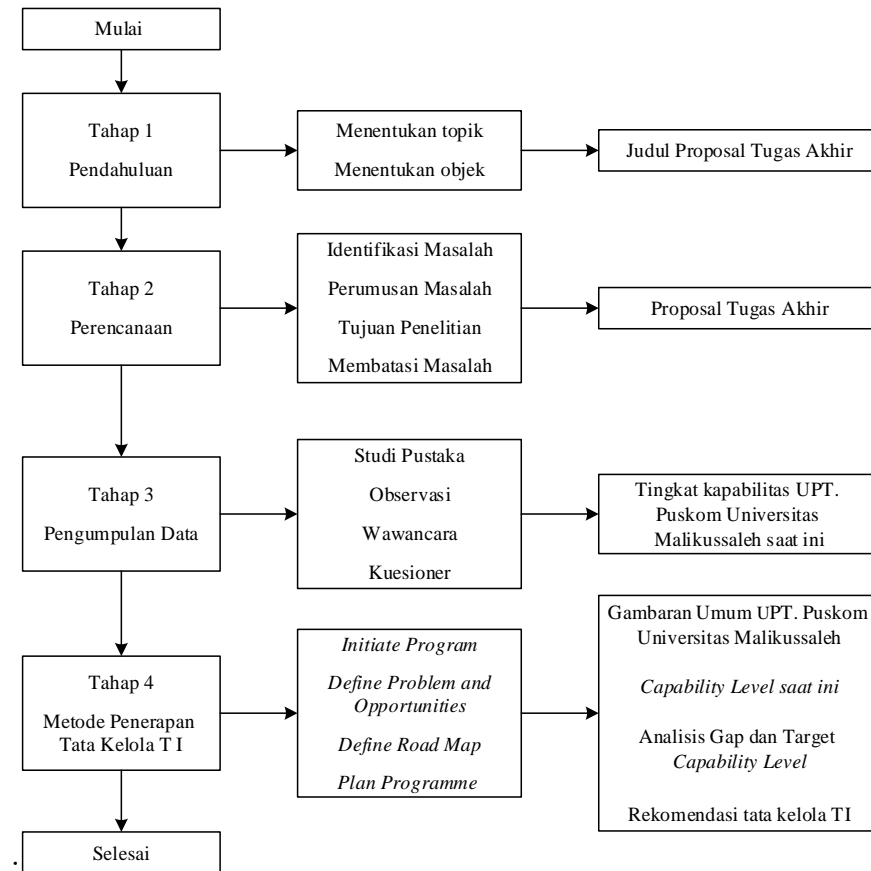 Mulai
Tahap 1
Pendahuluan
Menentukan topik
Menentukan objek
Judul Proposal Tugas Akhir
Tahap 2
Perencanaan
Identifikasi Masalah
Perumusan Masalah
Tujuan Penelitian
Membatasi Masalah
Proposal Tugas Akhir
Tahap 3
Pengumpulan Data
Studi Pustaka
Observasi
Wawancara
Kuesioner
Tingkat kapabilitas UPT.
Puskom Universitas
Malikussaleh saat ini
Tahap 4
Metode Penerapan
Tata Kelola T I
Initiate Program
Define Problem and
Opportunities
Define Road Map
Plan Programme
Gambaran Umum UPT. Puskom
Universitas Malikussaleh
Capability Level saat ini
Analisis Gap dan Target
Capability Level
Rekomendasi tata kelola TI
. Selesai